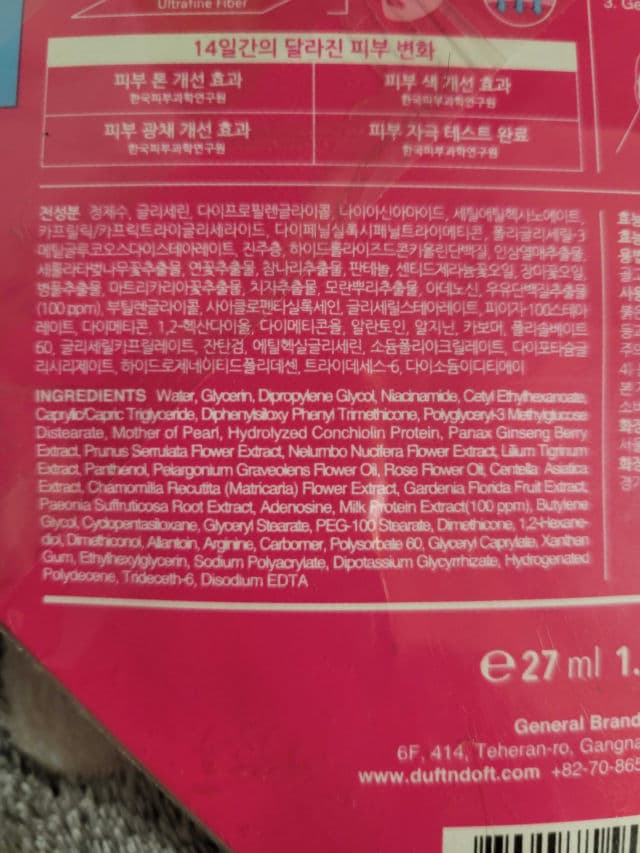 Ultrafine Fiber
3. Ge
14일간의 달라진 피부 변화
피부 톤 개선 효과
한국피부과학연구원
피부 색 개선 효과
한국피부과학연구원
피부 광채 개선 효과
한국피부과학연구원
피부 자극 테스트 완료
한국피부과학연구원
전성분 정제수, 글리세린, 다이프로필렌글라이콜, 나이아신아마이드, 세틸에틸헥사노에이트,
카프릴릭/카프릭트라이글리세라이드, 다이페닐실록시페닐트라이메티콘, 폴리글리세릴-3
메틸글루코오스다이스테아레이트, 진주층, 하이드롤라이즈드콘키올린단백질, 인삼열매추출물,
세룰라타벚나무꽃추출물, 연꽃추출물, 참나리추출물, 판테놀, 센티드제라늄꽃오일, 장미꽃오일,
병풀추출물, 마트리카리아꽃추출물, 치자추출물, 모란뿌리추출물, 아데노신, 우유단백질추출물
(100 ppm), 부틸렌글라이콜, 사이클로펜타실록세인, 글리세릴스테아레이트, 피이지-100스테아
레이트, 다이메티콘, 1,2-헥산다이올, 다이메티콘올, 알란토인, 알지닌, 카보머, 폴리솔베이트
60, 글리세릴카프릴레이트, 잔탄검, 에틸헥실글리세린, 소듐폴리아크릴레이트, 다이포타슘글
리시리제이트, 하이드로제네이티드폴리데센, 트라이데세스-6, 다이소듐이디티에이
INGREDIENTS Water, Glycerin, Dipropylene Glycol, Niacinamide, Cetyl Ethylhexanoate,
Caprylic/Capric Triglyceride, Diphenylsiloxy Phenyl Trimethicone, Polyglyceryl-3 Methylglucose
Distearate, Mother of Pearl, Hydrolyzed Conchiolin Protein, Panax Ginseng Berry
Extract, Prunus Serrulata Flower Extract, Nelumbo Nucifera Flower Extract, Lilium Tigrinum
Extract, Panthenol, Pelargonium Graveolens Flower Oil, Rose Flower Oil, Centella Asiatica
Extract, Chamomilla Recutita (Matricaria) Flower Extract, Gardenia Florida Fruit Extract,
Paeonia Suffruticosa Root Extract, Adenosine, Milk Protein Extract(100 ppm), Butylene
Glycol, Cyclopentasiloxane, Glyceryl Stearate, PEG-100 Stearate, Dimethicone, 1,2-Hexane-
diol, Dimethiconol, Allantoin, Arginine, Carbomer, Polysorbate 60, Glyceryl Caprylate, Xanthan
Gum, Ethylhexylglycerin, Sodium Polyacrylate, Dipotassium Glycyrrhizate, Hydrogenated
Polydecene, Trideceth-6, Disodium EDTA
℮ 27 ml 1.
General Brand
6F, 414, Teheran-ro, Gangna
www.duftndoft.com +82-70-865